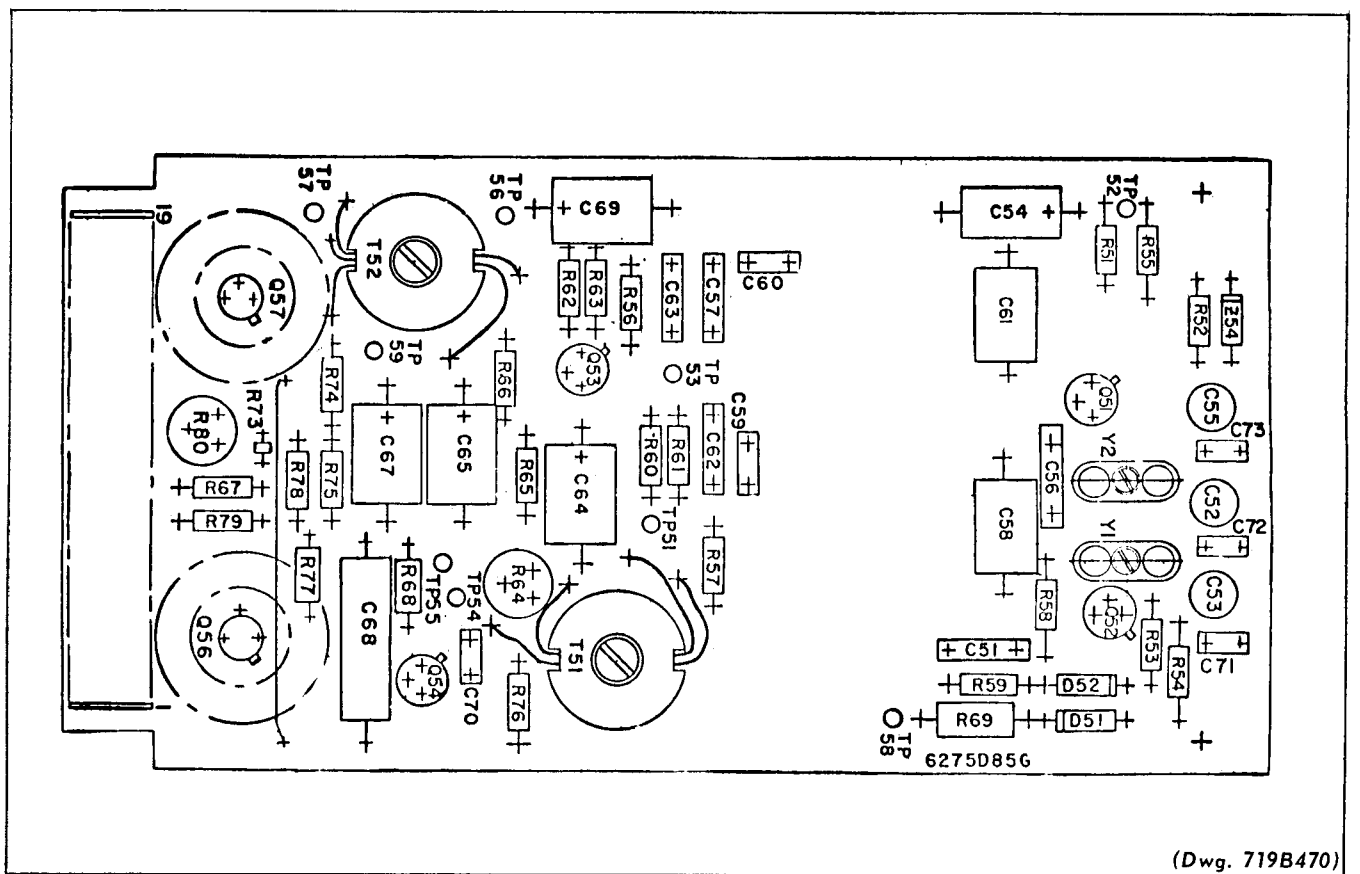 TP 57
TP 56
C69
C54
TP 52
19
Q57
T52
R62
R63
R56
C63
C57
C60
R51
R55
C61
R52
Z54
TP 59
R74
R66
Q53
TP 53
Q51
C55
C73
R73
R80
C67
C65
R65
C64
R60
R61
C62
C59
C56
Y2
R67
R78
R75
C52
C72
R79
TP51
C58
Y1
R77
C68
R68
TP55
TP54
R64
R57
R58
Q52
C53
Q56
Q54
C70
T51
C51
R53
R54
C71
R76
R59
D52
TP 58
R69
D51
6275D85G
(Dwg. 719B470)